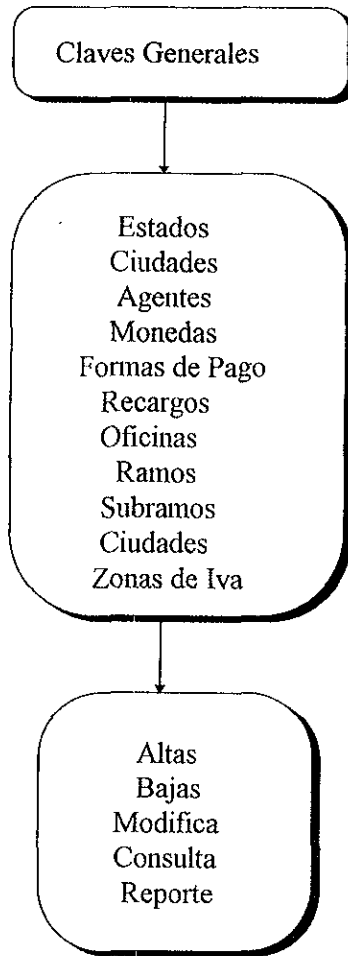 Claves Generales
Estados
Ciudades
Agentes
Monedas
Formas de Pago
Recargos
Oficinas
Ramos
Subramos
Ciudades
Zonas de Iva
Altas
Bajas
Modifica
Consulta
Reporte